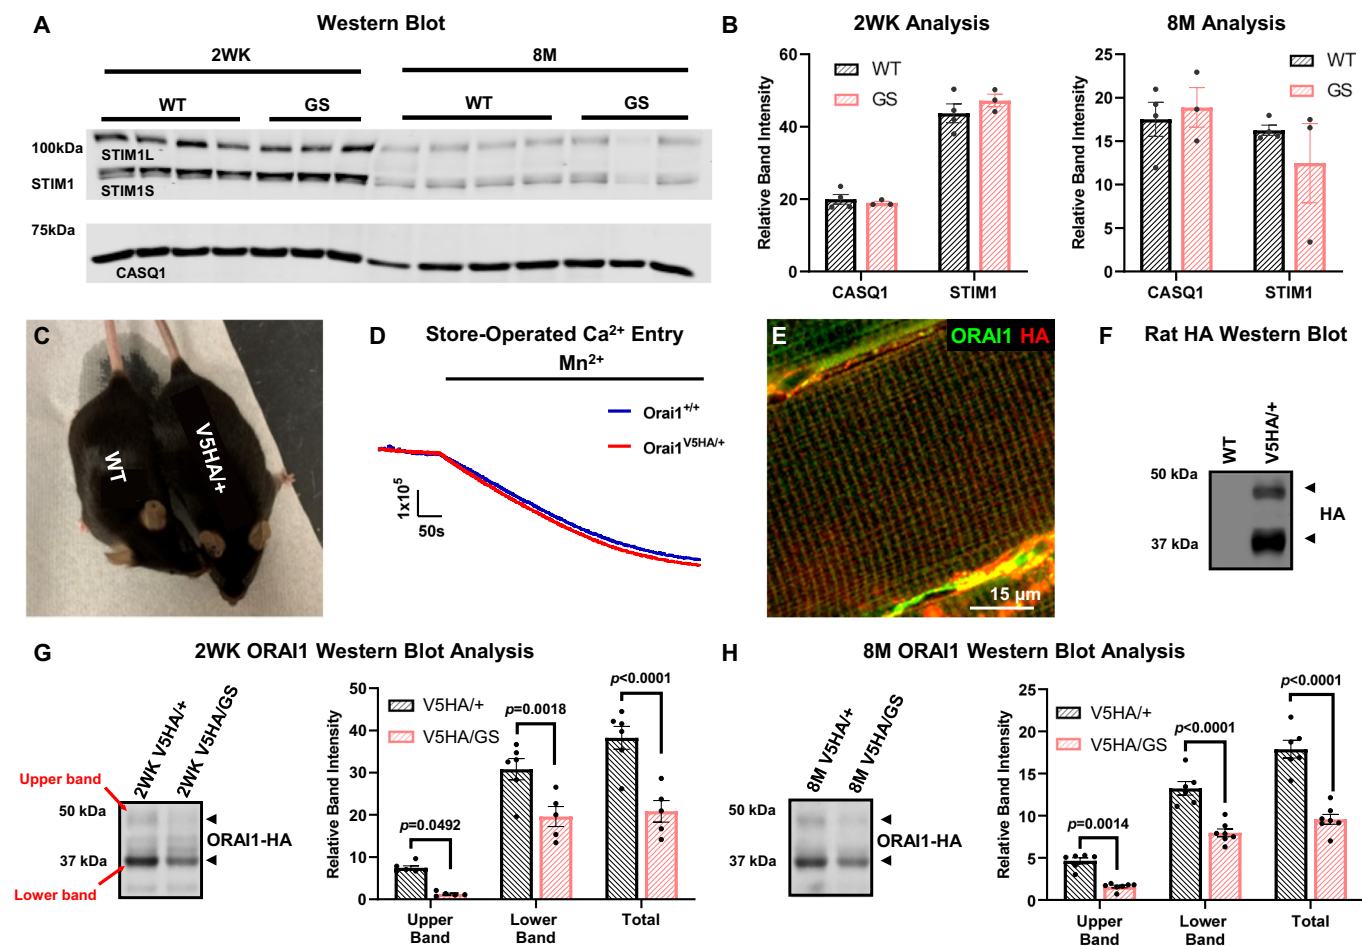 A
Western Blot
2WK
8M
WT
GS
WT
GS
100kDa
STIM1L
STIM1
STIM1S
75kDa
CASQ1
B
2WK Analysis
8M Analysis
Relative Band Intensity
60
40
20
0
WT
GS
CASQ1
STIM1
Relative Band Intensity
25
20
15
10
5
0
WT
GS
CASQ1
STIM1
C
WT
V5HA/+
D
Store-Operated Ca²⁺ Entry
Mn²⁺
Orai1⁺/⁺
Orai1ⱽ⁵ᴴᴬ/⁺
1x10⁵
50s
E
ORAI1 HA
15 µm
F
Rat HA Western Blot
WT
V5HA/+
50 kDa
37 kDa
HA
G
2WK ORAI1 Western Blot Analysis
2WK V5HA/+
2WK V5HA/GS
Upper band
50 kDa
ORAI1-HA
37 kDa
Lower band
Relative Band Intensity
50
40
30
20
10
0
V5HA/+
V5HA/GS
p=0.0492
p=0.0018
p<0.0001
Upper
Band
Lower
Band
Total
H
8M ORAI1 Western Blot Analysis
8M V5HA/+
8M V5HA/GS
50 kDa
ORAI1-HA
37 kDa
Relative Band Intensity
25
20
15
10
5
0
V5HA/+
V5HA/GS
p=0.0014
p<0.0001
p<0.0001
Upper
Band
Lower
Band
Total